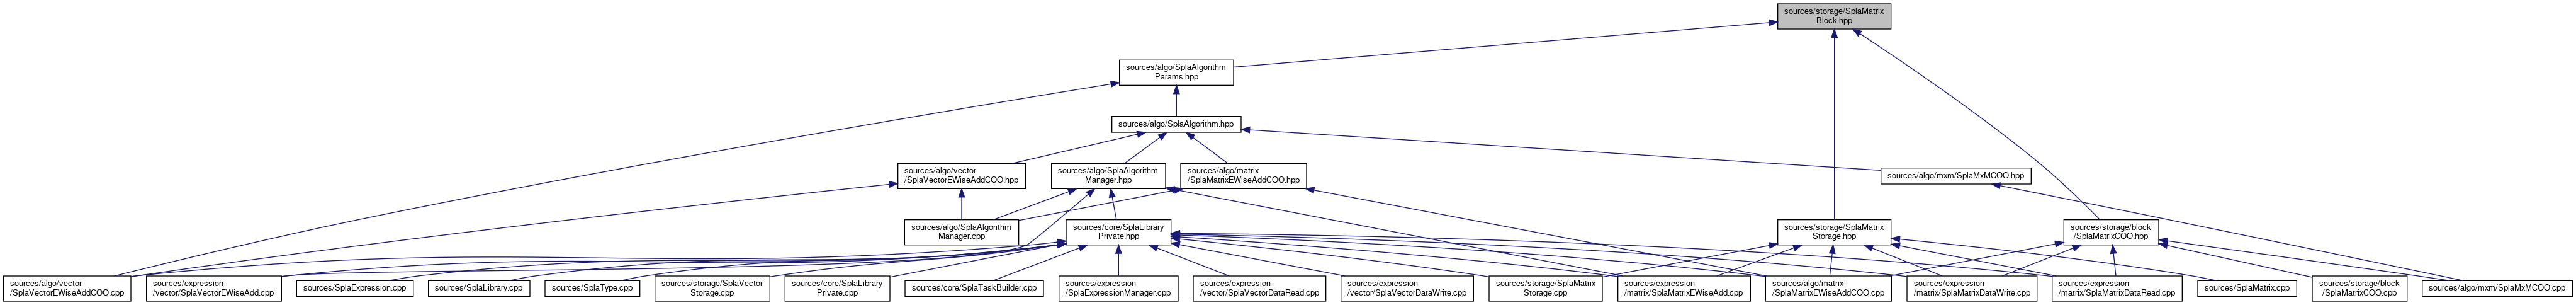 sources/storage/SplaMatrix
Block.hpp
sources/algo/SplaAlgorithm
Params.hpp
sources/algo/SplaAlgorithm.hpp
sources/algo/vector
/SplaVectorEWiseAddCOO.hpp
sources/algo/SplaAlgorithm
Manager.hpp
sources/algo/matrix
/SplaMatrixEWiseAddCOO.hpp
sources/algo/mxm/SplaMxMCOO.hpp
sources/algo/SplaAlgorithm
Manager.cpp
sources/core/SplaLibrary
Private.hpp
sources/storage/SplaMatrix
Storage.hpp
sources/storage/block
/SplaMatrixCOO.hpp
sources/algo/vector
/SplaVectorEWiseAddCOO.cpp
sources/expression
/vector/SplaVectorEWiseAdd.cpp
sources/SplaExpression.cpp
sources/SplaLibrary.cpp
sources/SplaType.cpp
sources/storage/SplaVector
Storage.cpp
sources/core/SplaLibrary
Private.cpp
sources/core/SplaTaskBuilder.cpp
sources/expression
/SplaExpressionManager.cpp
sources/expression
/vector/SplaVectorDataRead.cpp
sources/expression
/vector/SplaVectorDataWrite.cpp
sources/storage/SplaMatrix
Storage.cpp
sources/expression
/matrix/SplaMatrixEWiseAdd.cpp
sources/algo/matrix
/SplaMatrixEWiseAddCOO.cpp
sources/expression
/matrix/SplaMatrixDataWrite.cpp
sources/expression
/matrix/SplaMatrixDataRead.cpp
sources/SplaMatrix.cpp
sources/storage/block
/SplaMatrixCOO.cpp
sources/algo/mxm/SplaMxMCOO.cpp